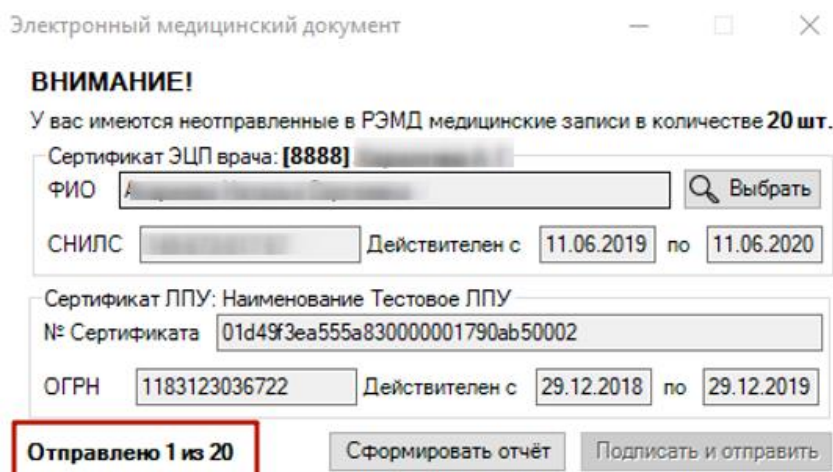 Электронный медицинский документ
ВНИМАНИЕ!
У вас имеются неотправленные в РЭМД медицинские записи в количестве 20 шт.
Сертификат ЭЦП врача: [8888]
ФИО Выбрать
СНИЛС Действителен с 11.06.2019 по 11.06.2020
Сертификат ЛПУ: Наименование Тестовое ЛПУ
№ Сертификата 01d49f3ea555a830000001790ab50002
ОГРН 1183123036722 Действителен с 29.12.2018 по 29.12.2019
Отправлено 1 из 20 Сформировать отчёт Подписать и отправить